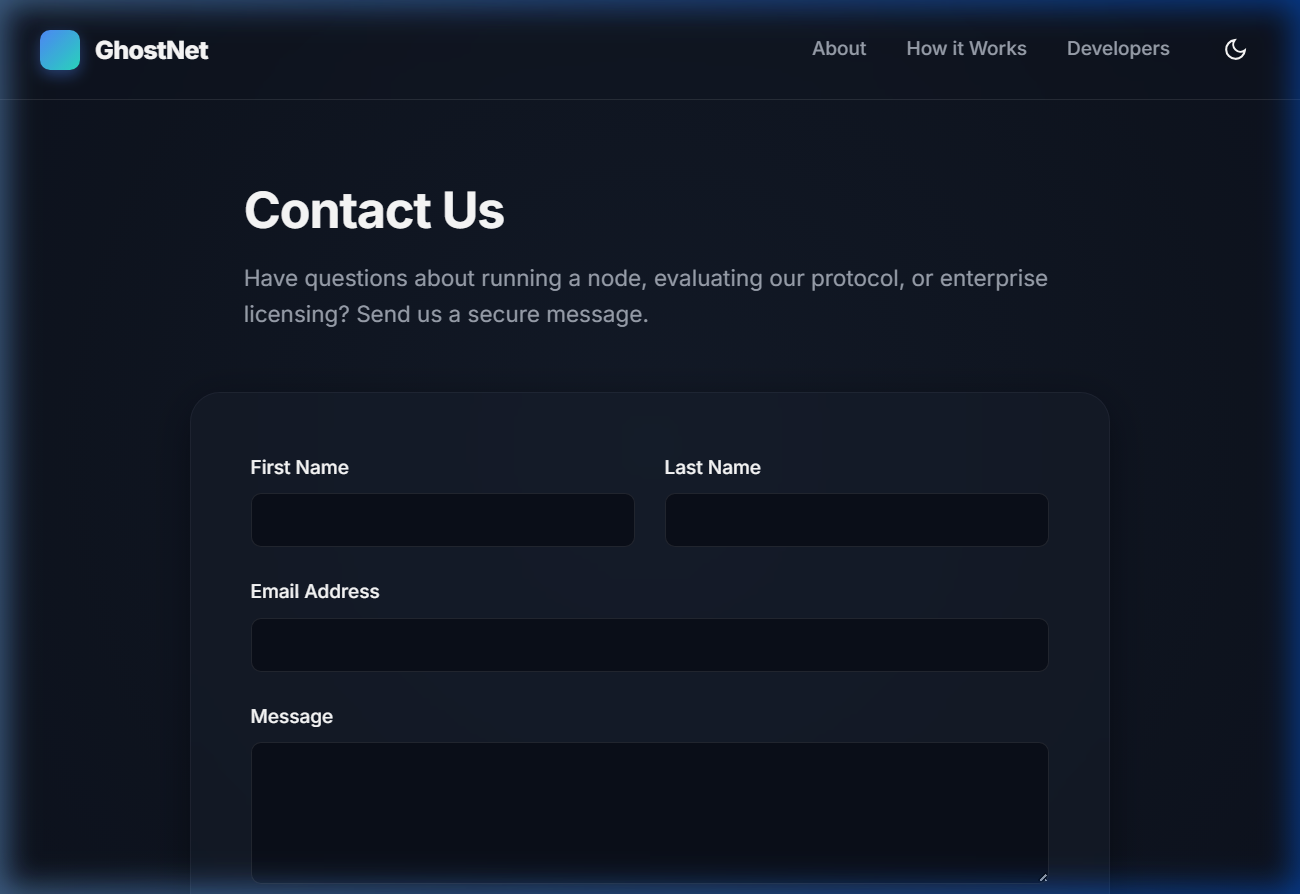 GhostNet
About
How it Works
Developers
Contact Us
Have questions about running a node, evaluating our protocol, or enterprise
licensing? Send us a secure message.
First Name
Last Name
Email Address
Message